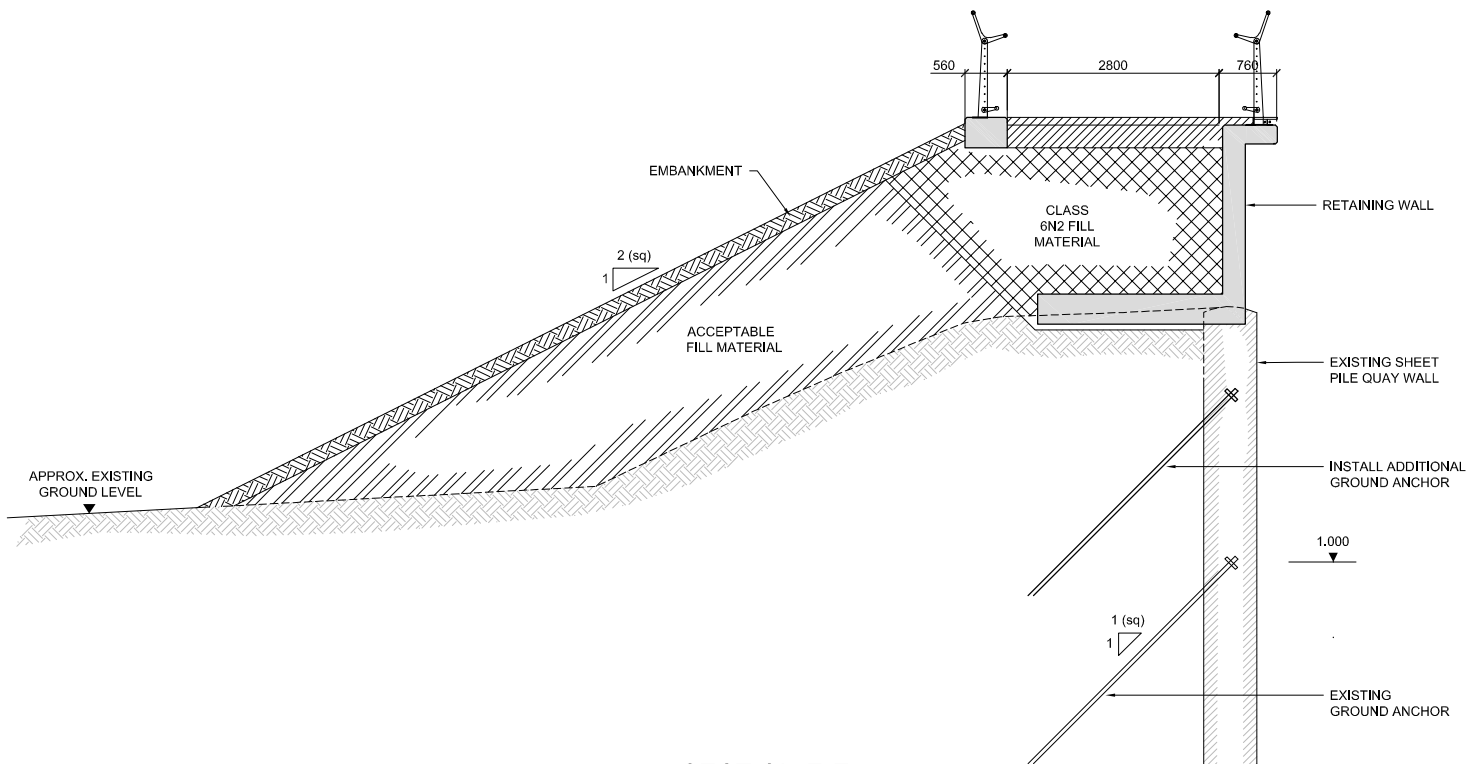 560
2800
760
EMBANKMENT
2 (sq)
1
CLASS
6N2 FILL
MATERIAL
RETAINING WALL
ACCEPTABLE
FILL MATERIAL
EXISTING SHEET
PILE QUAY WALL
APPROX. EXISTING
GROUND LEVEL
INSTALL ADDITIONAL
GROUND ANCHOR
1.000
1 (sq)
1
EXISTING
GROUND ANCHOR